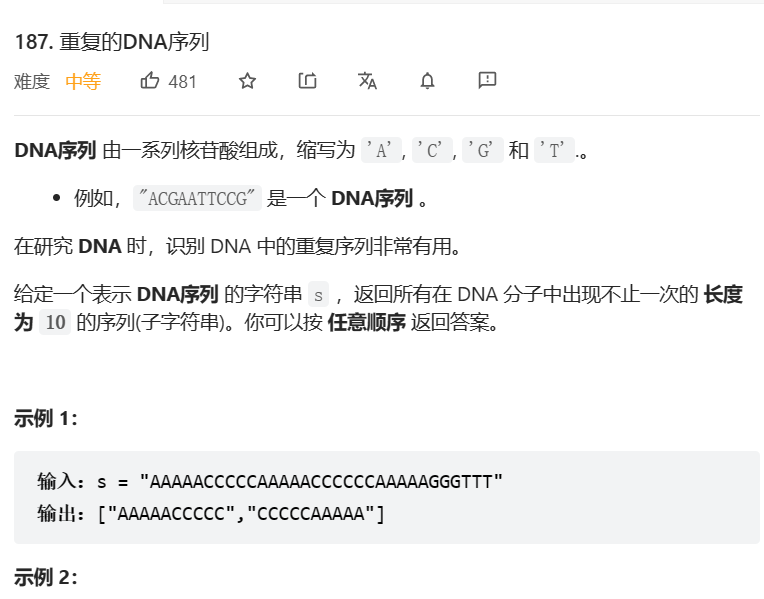 187. 重复的DNA序列
难度 中等 481
DNA序列 由一系列核苷酸组成，缩写为 'A', 'C', 'G' 和 'T'.。
• 例如，"ACGAATTCCG" 是一个 DNA序列 。
在研究 DNA 时，识别 DNA 中的重复序列非常有用。
给定一个表示 DNA序列 的字符串 s ，返回所有在 DNA 分子中出现不止一次的 长度
为 10 的序列(子字符串)。你可以按 任意顺序 返回答案。
示例 1：
输入：s = "AAAAACCCCCAAAAACCCCCCAAAAAGGGTTT"
输出：["AAAAACCCCC","CCCCCAAAAA"]
示例 2：